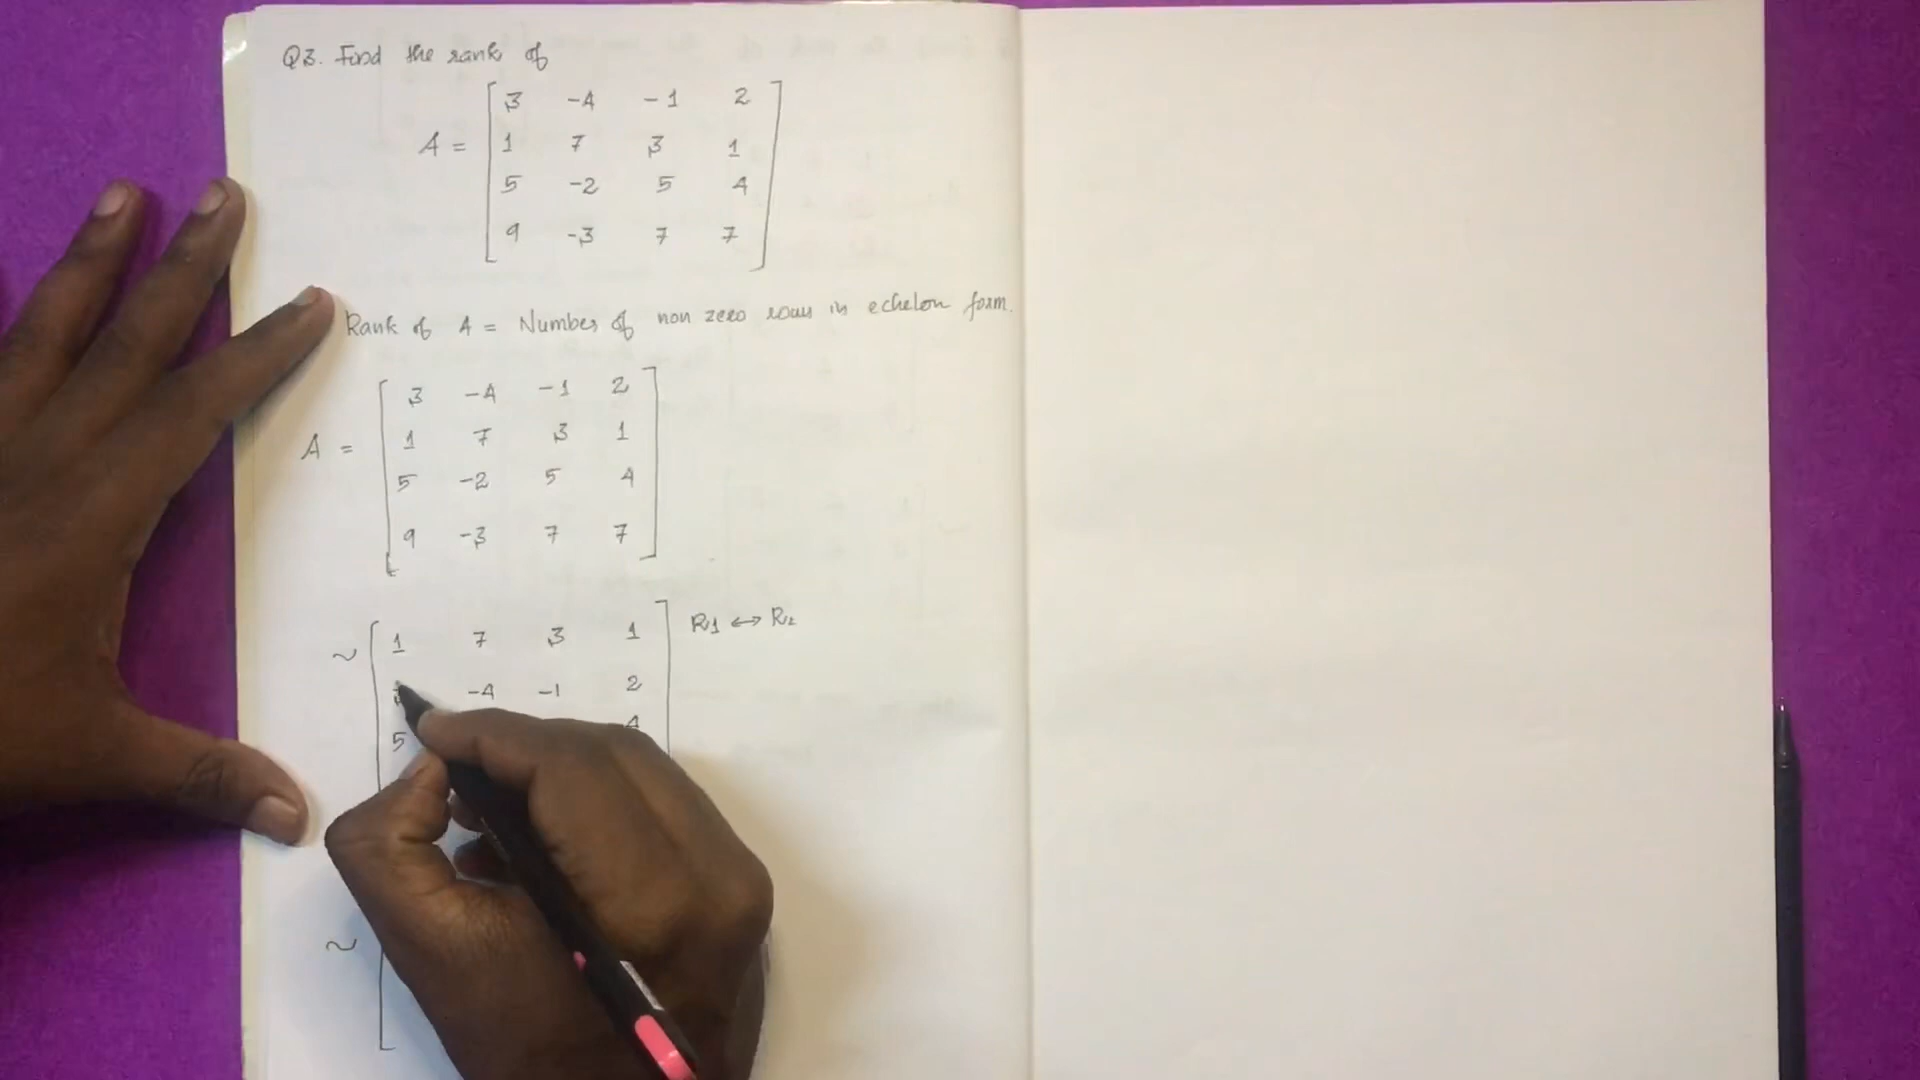 Q3. Find the rank of
A = [ 3 -4 -1 2
1 7 3 1
5 -2 5 4
9 -3 7 7 ]
Rank of A = Number of non zero rows in echelon form.
A = [ 3 -4 -1 2
1 7 3 1
5 -2 5 4
9 -3 7 7 ]
~ [ 1 7 3 1 ] R1 ↔ R2
-4 -1 2
5 4
~ [